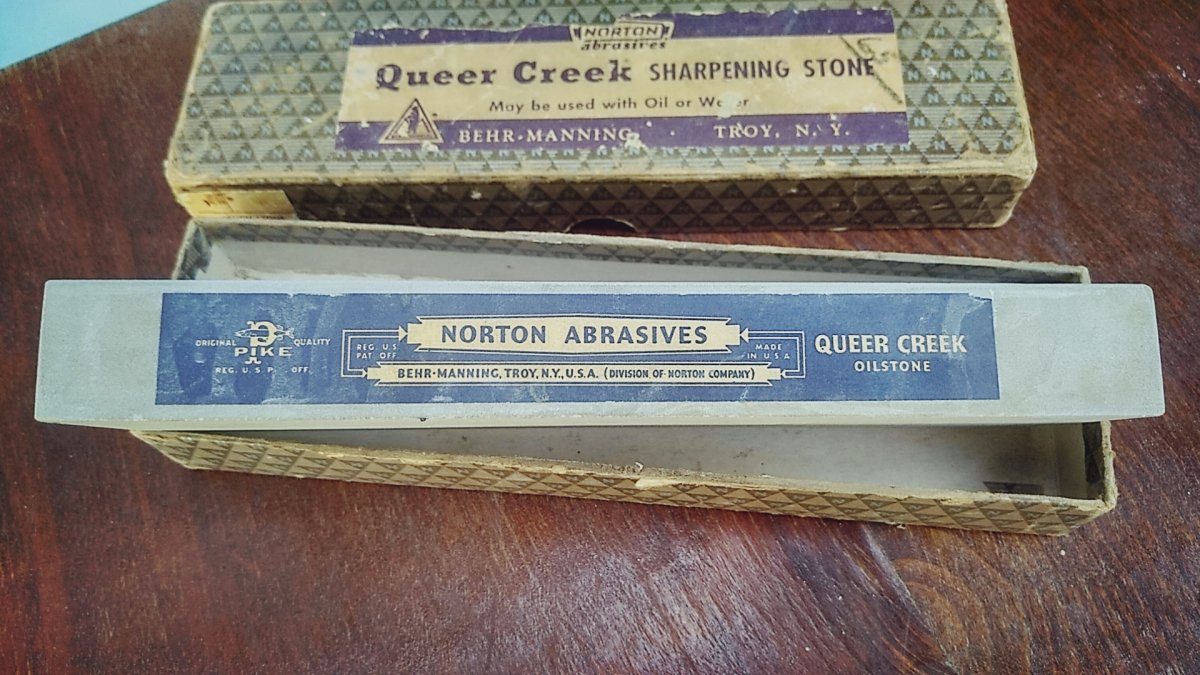 NORTON
abrasives
Queer Creek SHARPENING STONE
May be used with Oil or Water
BEHR-MANNING · TROY, N. Y.
ORIGINAL PIKE QUALITY
REG. U. S. P. OFF.
REG. U.S.
PAT. OFF.
NORTON ABRASIVES
MADE
IN U S A
BEHR-MANNING, TROY, N.Y., U.S.A. (DIVISION OF NORTON COMPANY)
QUEER CREEK
OILSTONE